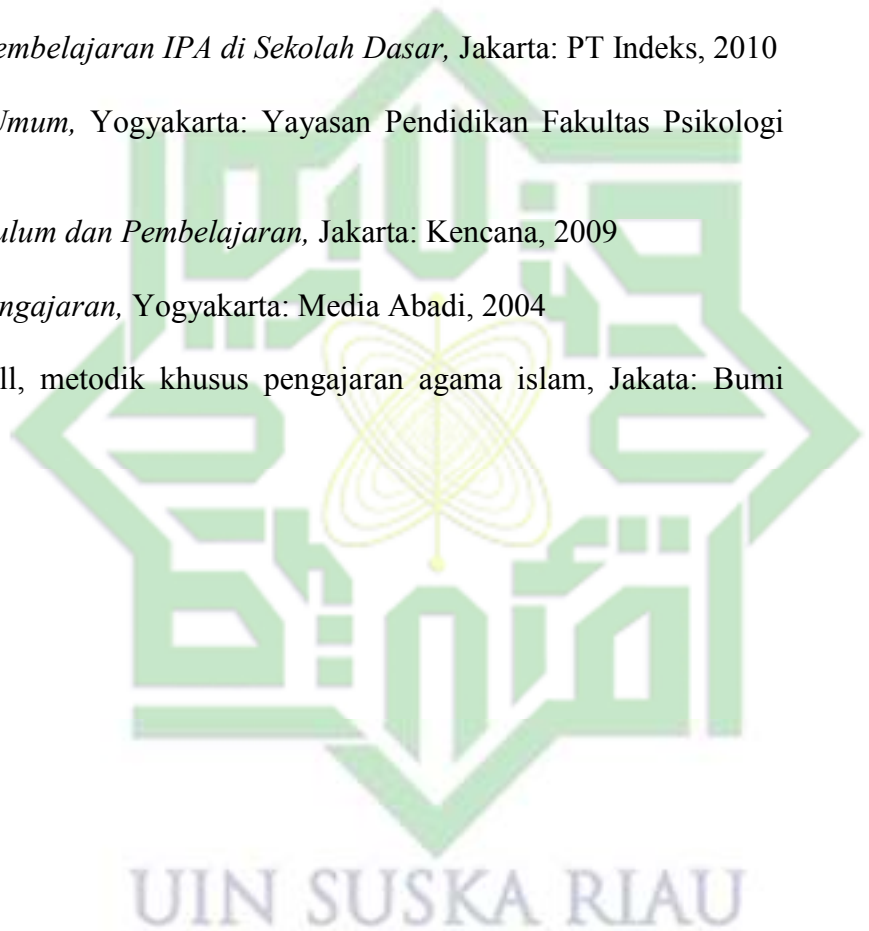 embelajaran IPA di Sekolah Dasar, Jakarta: PT Indeks, 2010
Umum, Yogyakarta: Yayasan Pendidikan Fakultas Psikologi
ulum dan Pembelajaran, Jakarta: Kencana, 2009
ngajaran, Yogyakarta: Media Abadi, 2004
ll, metodik khusus pengajaran agama islam, Jakata: Bumi
UIN SUSKA RIAU